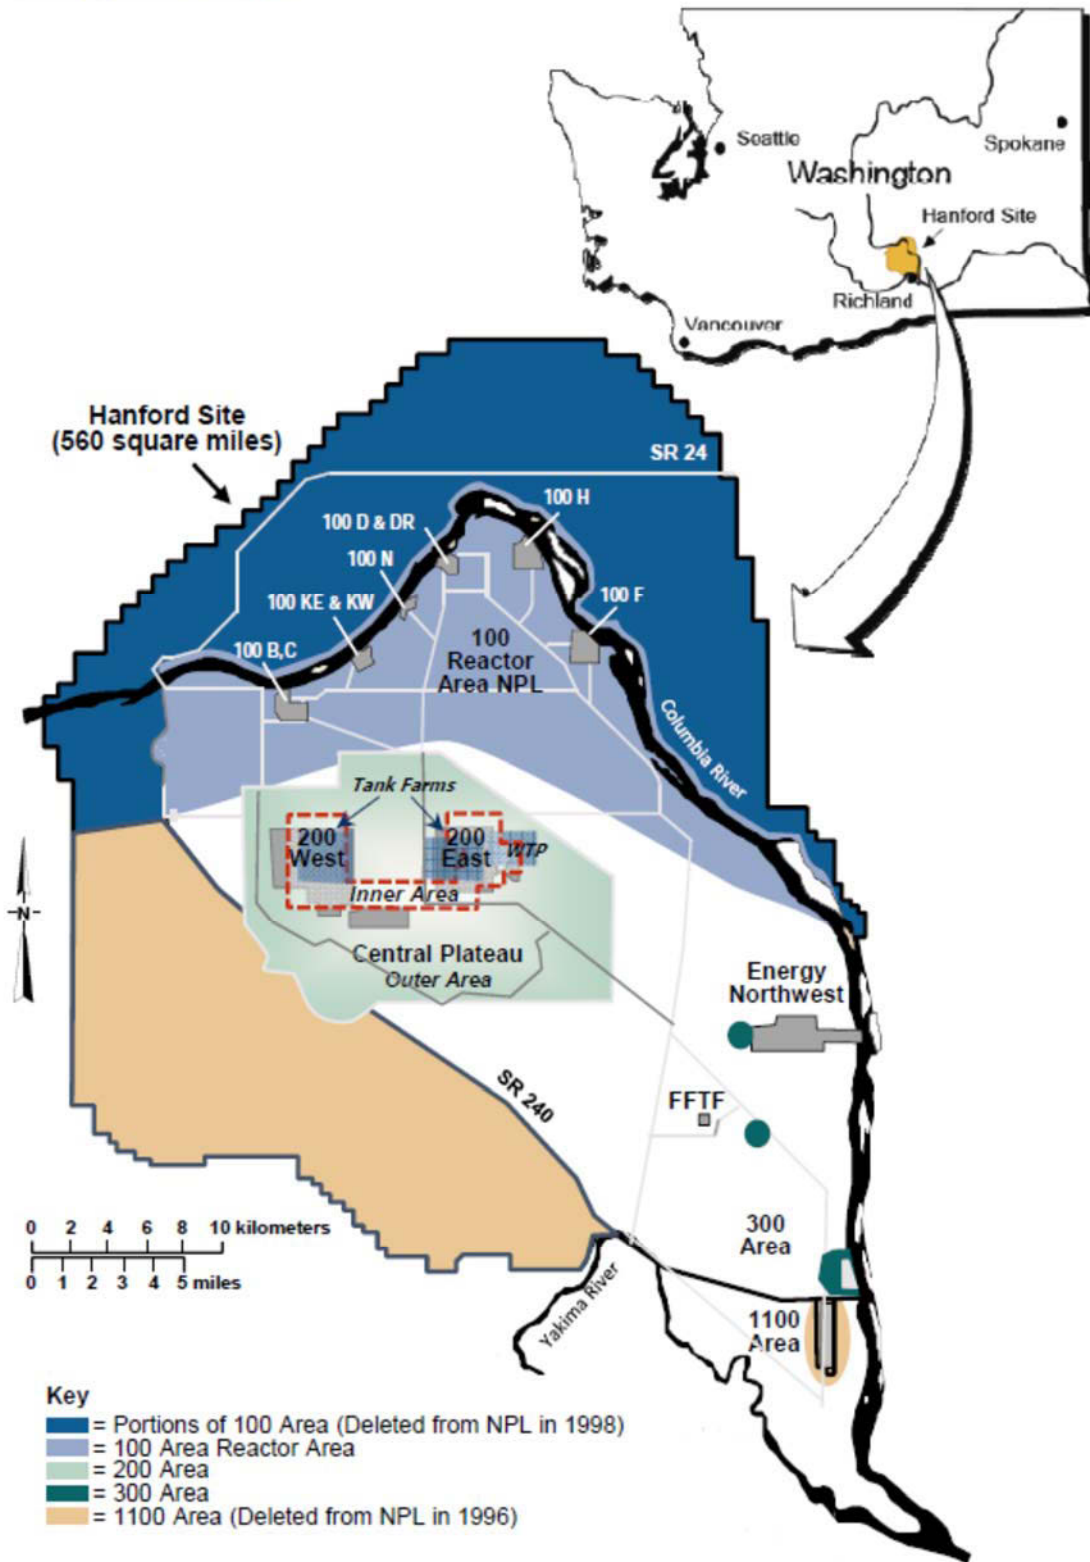 Seattle
Spokane
Washington
Hanford Site
Richland
Vancouver
Hanford Site
(560 square miles)
SR 24
100 H
100 D & DR
100 N
100 F
100 KE & KW
100
Reactor
Area NPL
100 B,C
Columbia River
Tank Farms
200
West
200
East
WTP
Inner Area
N
Central Plateau
Outer Area
Energy
Northwest
SR 240
FFTF
0 2 4 6 8 10 kilometers
0 1 2 3 4 5 miles
300
Area
Yakima River
1100
Area
Key
= Portions of 100 Area (Deleted from NPL in 1998)
= 100 Area Reactor Area
= 200 Area
= 300 Area
= 1100 Area (Deleted from NPL in 1996)